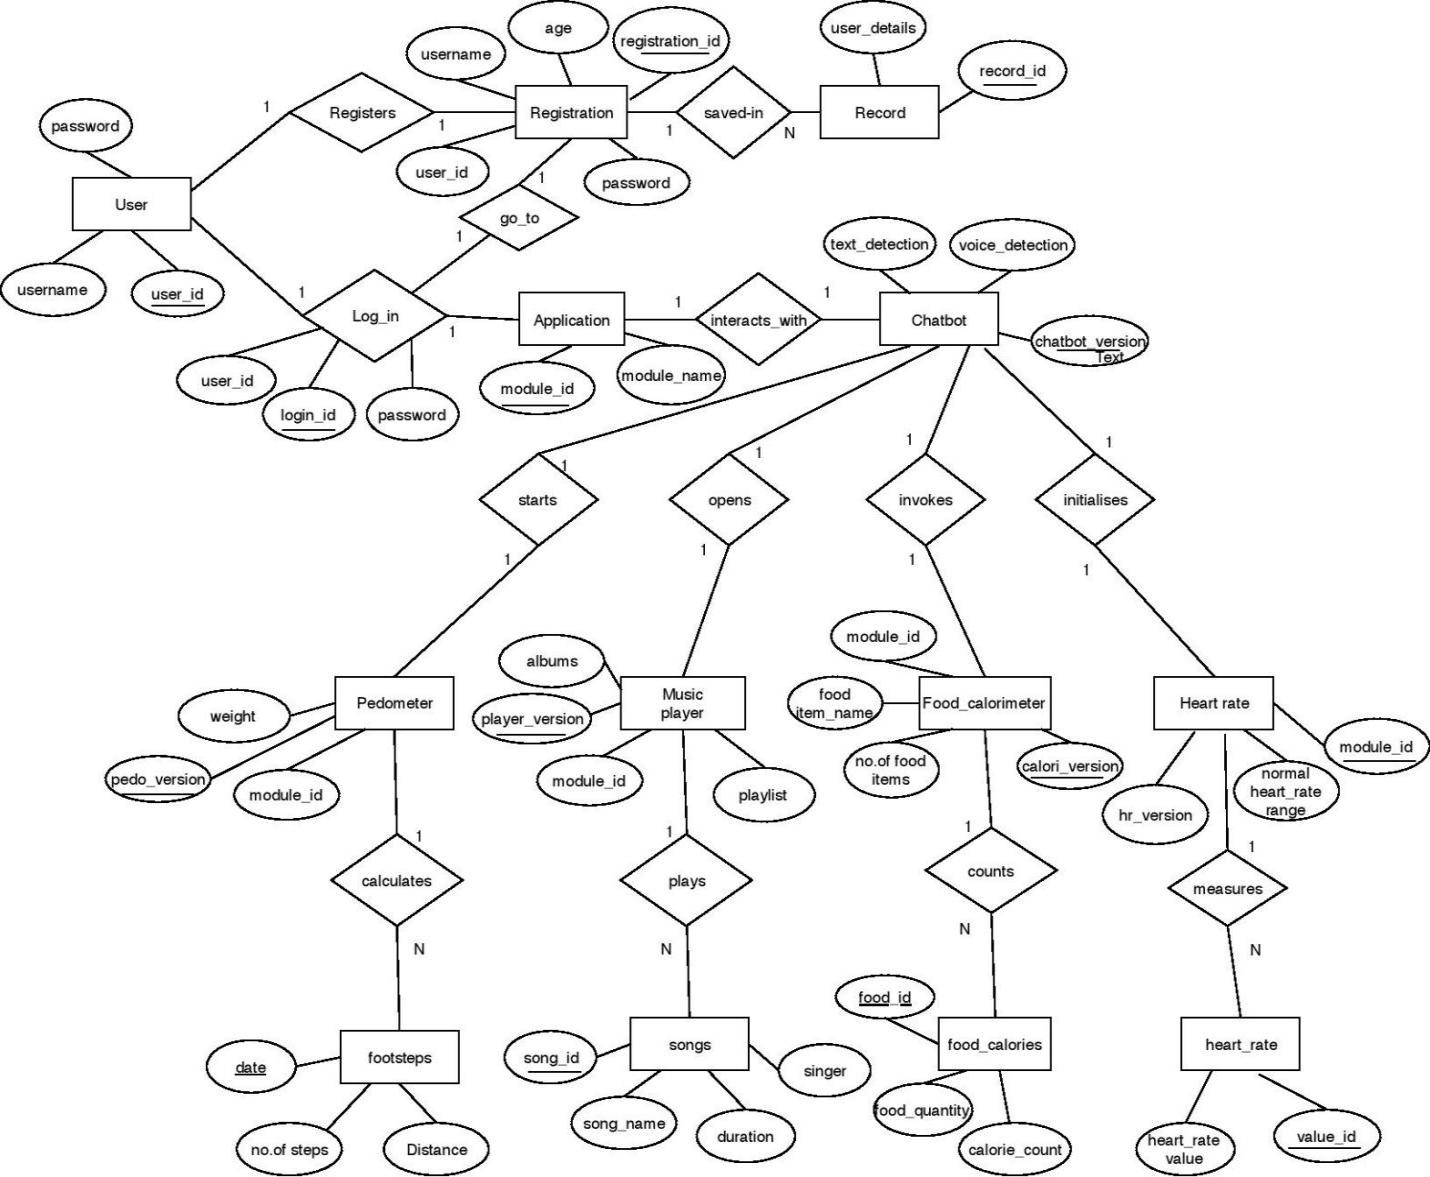 age
user_details
registration_id
username
record_id
1
Registers
Registration
saved-in
Record
1
1
N
password
user_id
password
1
User
go_to
1
text_detection
voice_detection
username
user_id
1
Log_in
1
Application
1
interacts_with
1
Chatbot
chatbot_version
Text
user_id
module_id
module_name
login_id
password
1
1
1
1
starts
opens
invokes
initialises
1
1
1
1
module_id
albums
weight
Pedometer
player_version
Music
player
food
item_name
Food_calorimeter
Heart rate
module_id
pedo_version
module_id
module_id
playlist
no.of food
items
calori_version
hr_version
normal
heart_rate
range
1
1
1
1
calculates
plays
counts
measures
N
N
N
N
food_id
date
footsteps
song_id
songs
singer
food_calories
heart_rate
no.of steps
Distance
song_name
duration
food_quantity
calorie_count
heart_rate
value
value_id